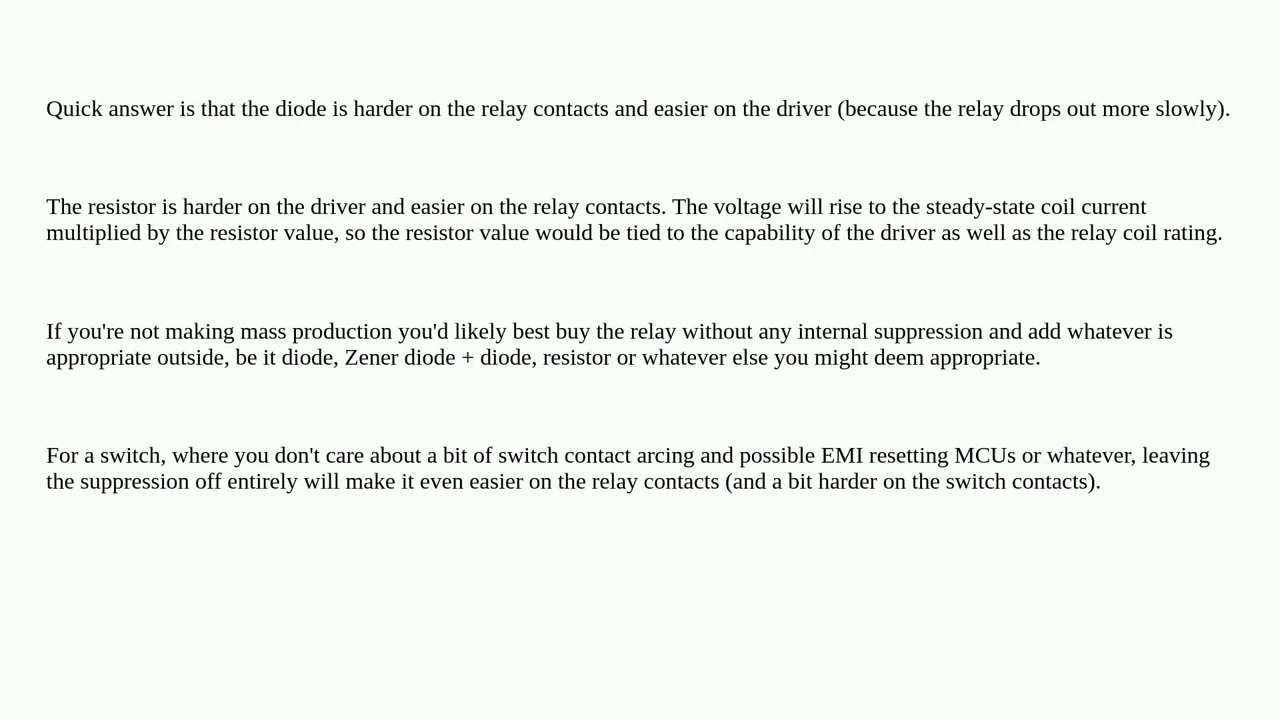 Quick answer is that the diode is harder on the relay contacts and easier on the driver (because the relay drops out more slowly).
The resistor is harder on the driver and easier on the relay contacts. The voltage will rise to the steady-state coil current
multiplied by the resistor value, so the resistor value would be tied to the capability of the driver as well as the relay coil rating.
If you're not making mass production you'd likely best buy the relay without any internal suppression and add whatever is
appropriate outside, be it diode, Zener diode + diode, resistor or whatever else you might deem appropriate.
For a switch, where you don't care about a bit of switch contact arcing and possible EMI resetting MCUs or whatever, leaving
the suppression off entirely will make it even easier on the relay contacts (and a bit harder on the switch contacts).